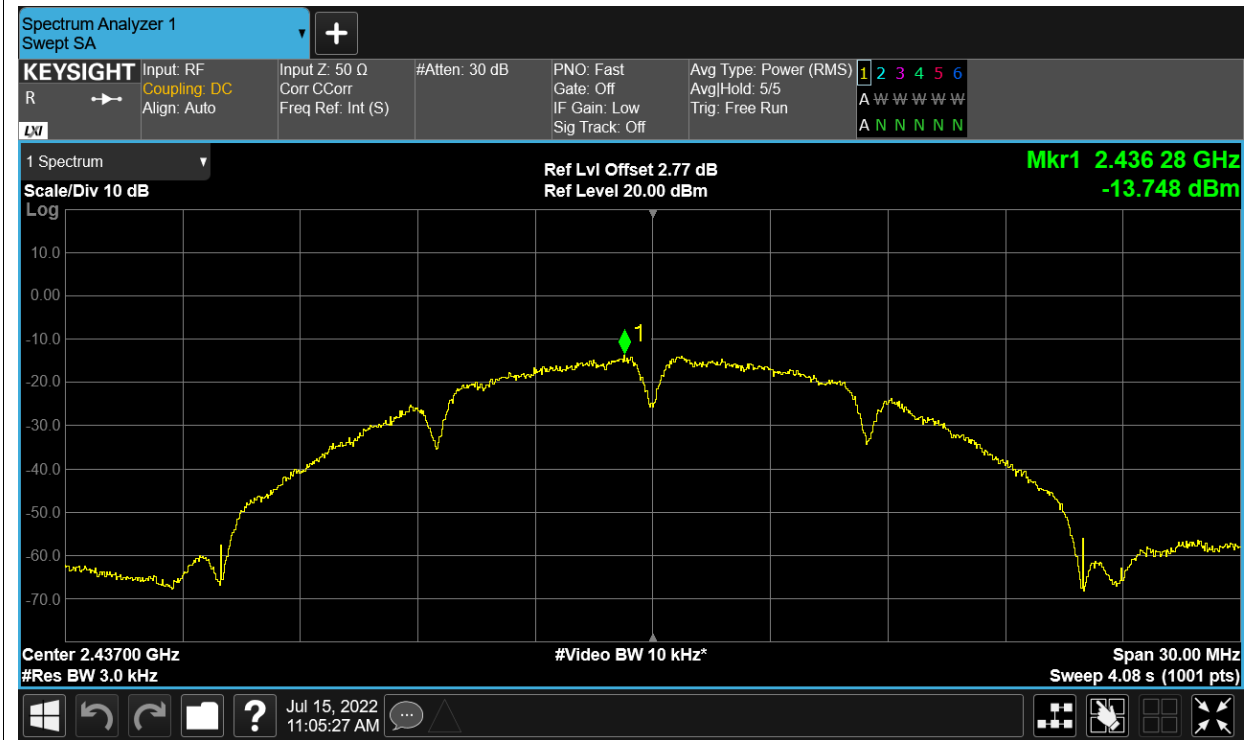 Spectrum Analyzer 1
Swept SA
KEYSIGHT
R
LXI
Input: RF
Coupling: DC
Align: Auto
Input Z: 50 Ω
Corr CCorr
Freq Ref: Int (S)
#Atten: 30 dB
PNO: Fast
Gate: Off
IF Gain: Low
Sig Track: Off
Avg Type: Power (RMS)
Avg|Hold: 5/5
Trig: Free Run
1 2 3 4 5 6
A W W W W W
A N N N N N
1 Spectrum
Scale/Div 10 dB
Log
Ref Lvl Offset 2.77 dB
Ref Level 20.00 dBm
Mkr1 2.436 28 GHz
-13.748 dBm
10.0
0.00
-10.0
1
-20.0
-30.0
-40.0
-50.0
-60.0
-70.0
Center 2.43700 GHz
#Res BW 3.0 kHz
#Video BW 10 kHz*
Span 30.00 MHz
Sweep 4.08 s (1001 pts)
?
Jul 15, 2022
11:05:27 AM